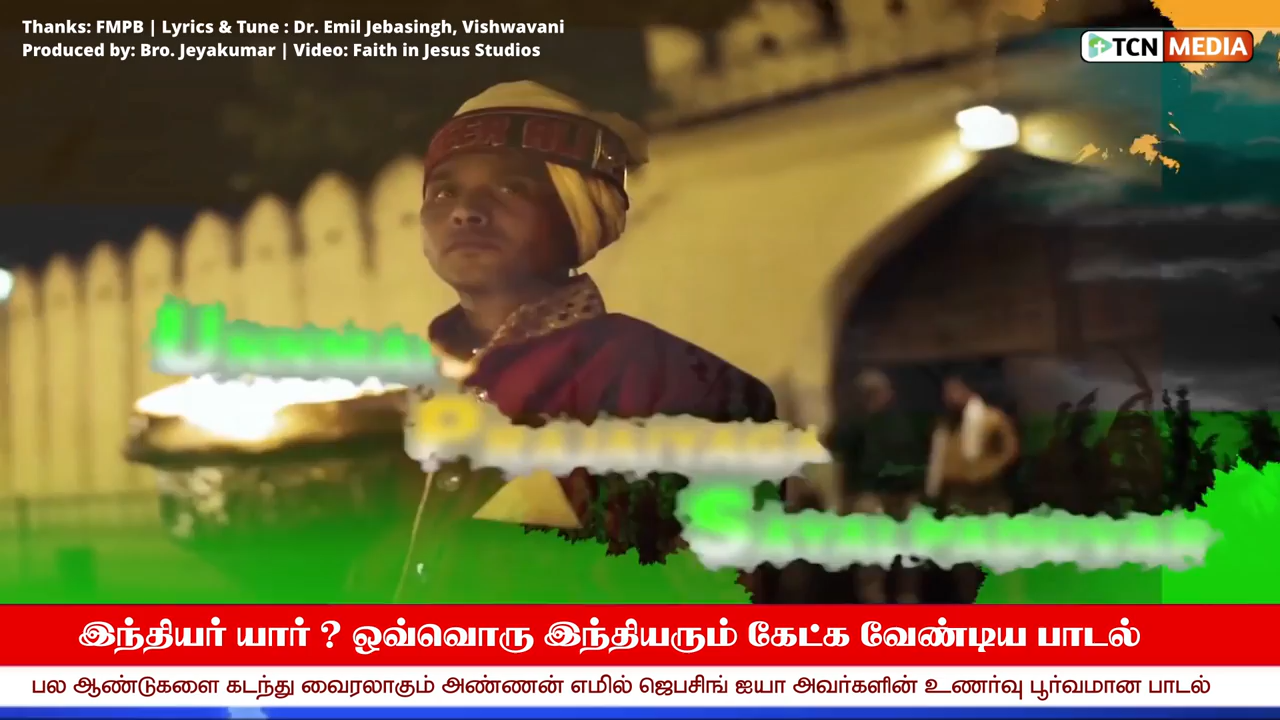 Thanks: FMPB | Lyrics & Tune : Dr. Emil Jebasingh, Vishwavani
Produced by: Bro. Jeyakumar | Video: Faith in Jesus Studios
TCN MEDIA
Unmmai
Sayalpaduvan
இந்தியர் யார் ? ஒவ்வொரு இந்தியரும் கேட்க வேண்டிய பாடல்
பல ஆண்டுகளை கடந்து வைரலாகும் அண்ணன் எமில் ஜெபசிங் ஐயா அவர்களின் உணர்வு பூர்வமான பாடல்